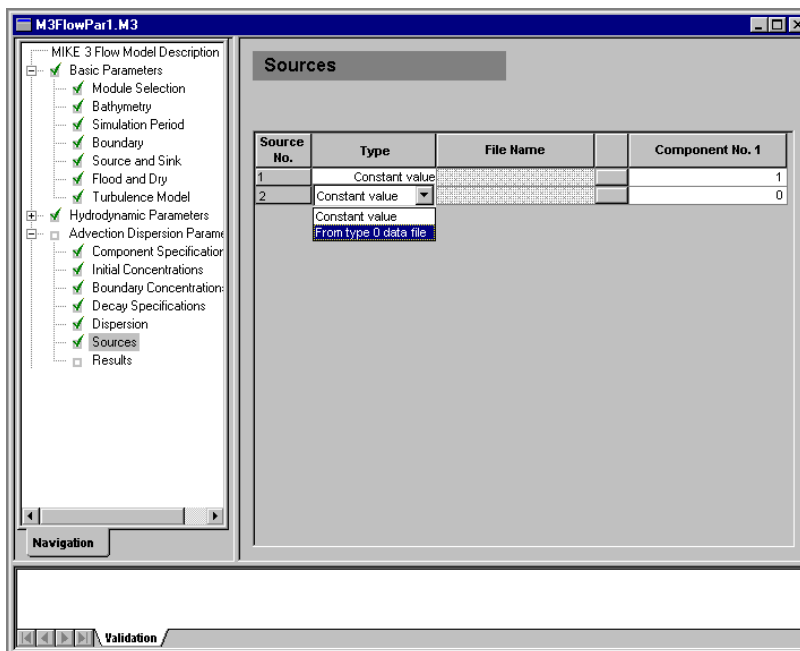 M3FlowPar1.M3
MIKE 3 Flow Model Description
Basic Parameters
Module Selection
Bathymetry
Simulation Period
Boundary
Source and Sink
Flood and Dry
Turbulence Model
Hydrodynamic Parameters
Advection Dispersion Parame
Component Specification
Initial Concentrations
Boundary Concentration
Decay Specifications
Dispersion
Sources
Results
Navigation
Sources
Source No. Type File Name Component No. 1
1 Constant value 1
2 Constant value 0
Constant value
From type 0 data file
Validation